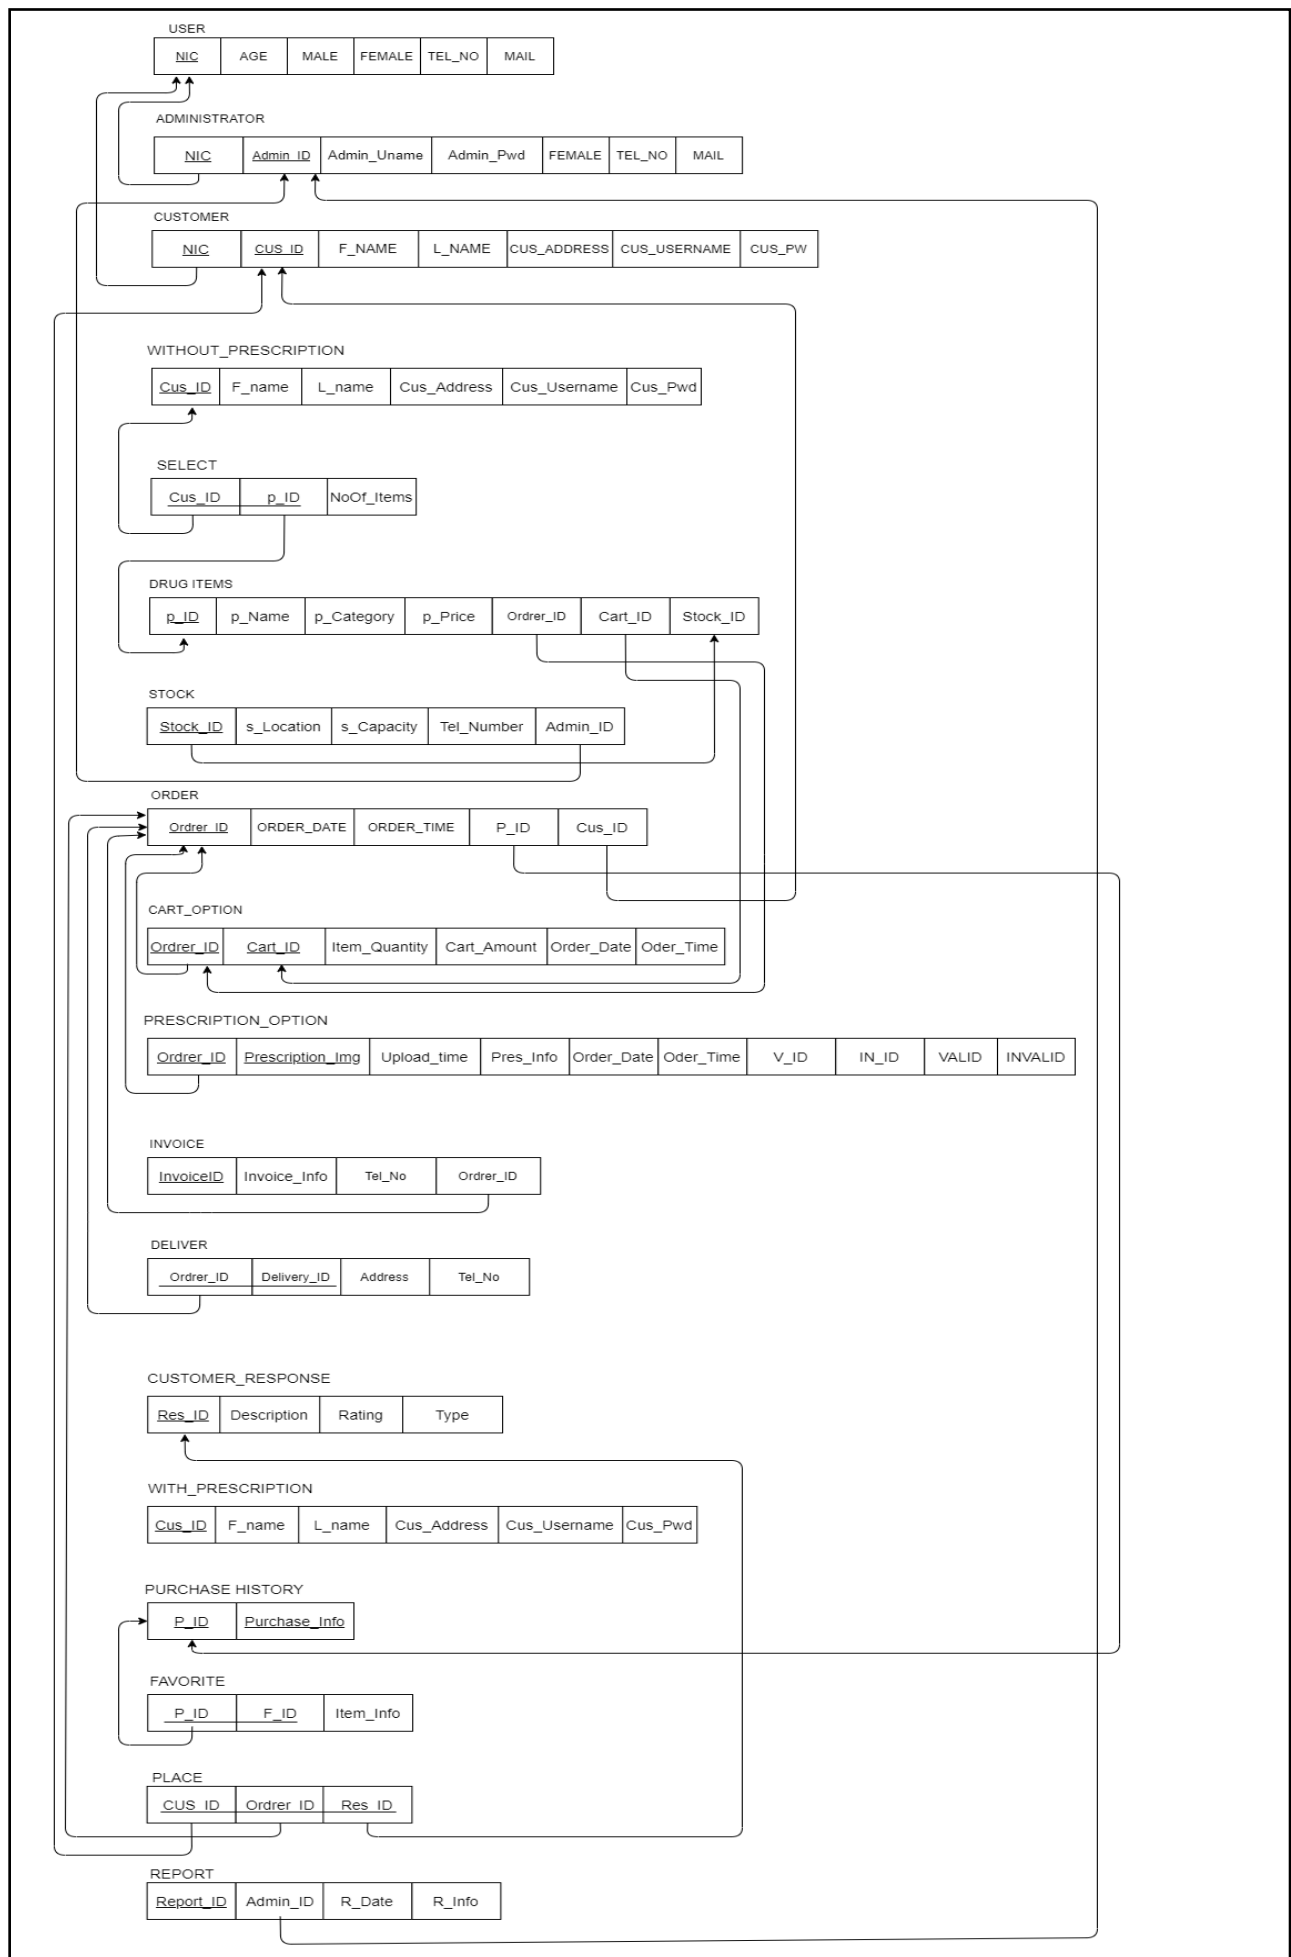 USER
NIC AGE MALE FEMALE TEL_NO MAIL
ADMINISTRATOR
NIC Admin_ID Admin_Uname Admin_Pwd FEMALE TEL_NO MAIL
CUSTOMER
NIC CUS_ID F_NAME L_NAME CUS_ADDRESS CUS_USERNAME CUS_PW
WITHOUT_PRESCRIPTION
Cus_ID F_name L_name Cus_Address Cus_Username Cus_Pwd
SELECT
Cus_ID p_ID NoOf_Items
DRUG ITEMS
p_ID p_Name p_Category p_Price Ordrer_ID Cart_ID Stock_ID
STOCK
Stock_ID s_Location s_Capacity Tel_Number Admin_ID
ORDER
Ordrer_ID ORDER_DATE ORDER_TIME P_ID Cus_ID
CART_OPTION
Ordrer_ID Cart_ID Item_Quantity Cart_Amount Order_Date Oder_Time
PRESCRIPTION_OPTION
Ordrer_ID Prescription_Img Upload_time Pres_Info Order_Date Oder_Time V_ID IN_ID VALID INVALID
INVOICE
InvoiceID Invoice_Info Tel_No Ordrer_ID
DELIVER
Ordrer_ID Delivery_ID Address Tel_No
CUSTOMER_RESPONSE
Res_ID Description Rating Type
WITH_PRESCRIPTION
Cus_ID F_name L_name Cus_Address Cus_Username Cus_Pwd
PURCHASE HISTORY
P_ID Purchase_Info
FAVORITE
P_ID F_ID Item_Info
PLACE
CUS_ID Ordrer_ID Res_ID
REPORT
Report_ID Admin_ID R_Date R_Info